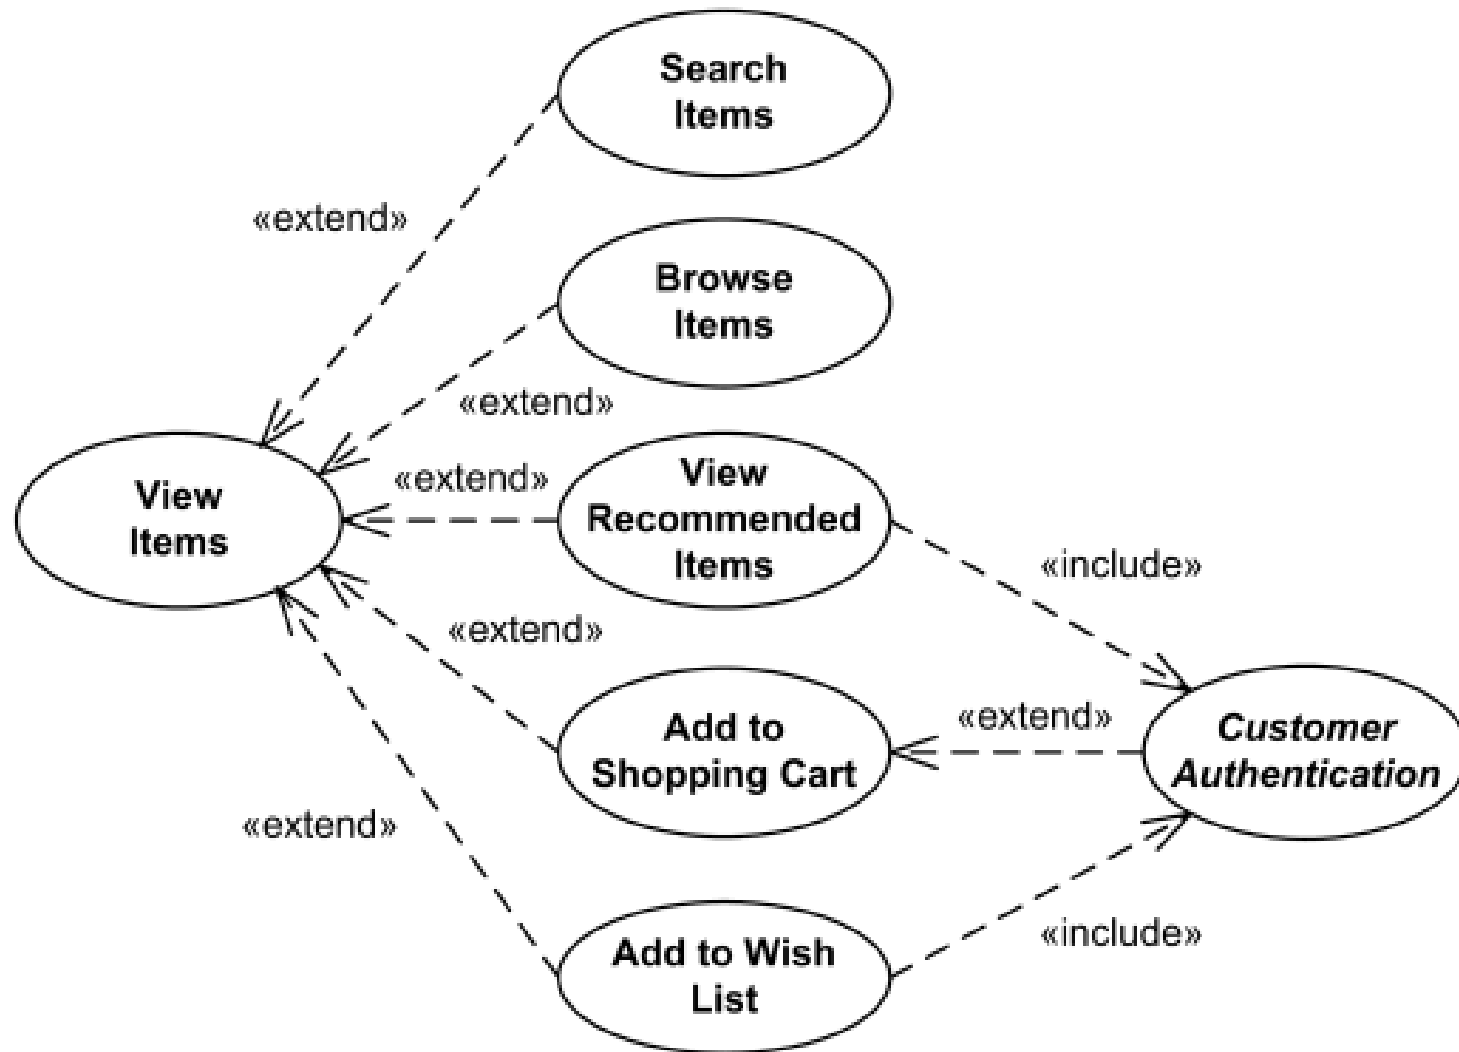 Search
Items
«extend»
Browse
Items
«extend»
View
Items
«extend»
View
Recommended
Items
«include»
«extend»
Add to
Shopping Cart
«extend»
Customer
Authentication
«extend»
Add to Wish
List
«include»